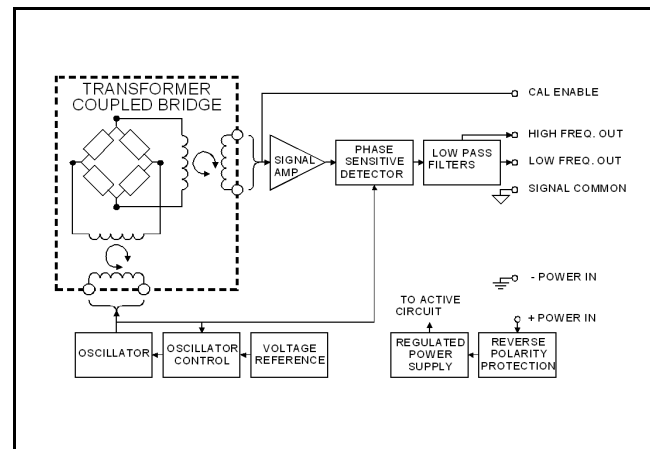 TRANSFORMER
COUPLED BRIDGE
CAL ENABLE
HIGH FREQ. OUT
SIGNAL
AMP
PHASE
SENSITIVE
DETECTOR
LOW PASS
FILTERS
LOW FREQ. OUT
SIGNAL COMMON
- POWER IN
TO ACTIVE
CIRCUIT
+ POWER IN
OSCILLATOR
OSCILLATOR
CONTROL
VOLTAGE
REFERENCE
REGULATED
POWER
SUPPLY
REVERSE
POLARITY
PROTECTION